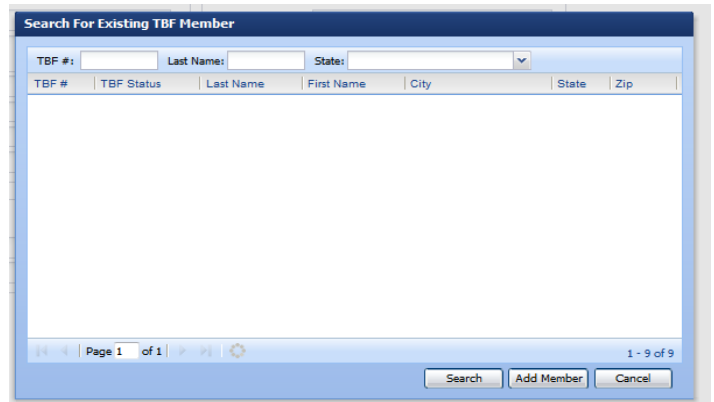 Search For Existing TBF Member
TBF #: Last Name: State:
TBF # TBF Status Last Name First Name City State Zip
Page 1 of 1 1 - 9 of 9
Search Add Member Cancel